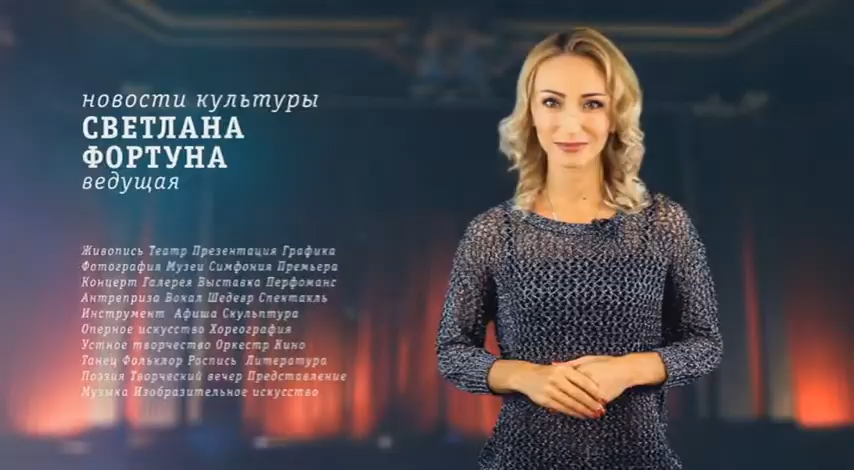 новости культуры
СВЕТЛАНА
ФОРТУНА
ведущая
Живопись Театр Презентация Графика
Фотография Музеи Симфония Премьера
Концерт Галерея Выставка Перфоманс
Антреприза Вокал Шедевр Спектакль
Инструмент Афиша Скульптура
Оперное искусство Хореография
Устное творчество Оркестр Кино
Танец Фольклор Роспись Литература
Поэзия Творческий вечер Представление
Музыка Изобразительное искусство